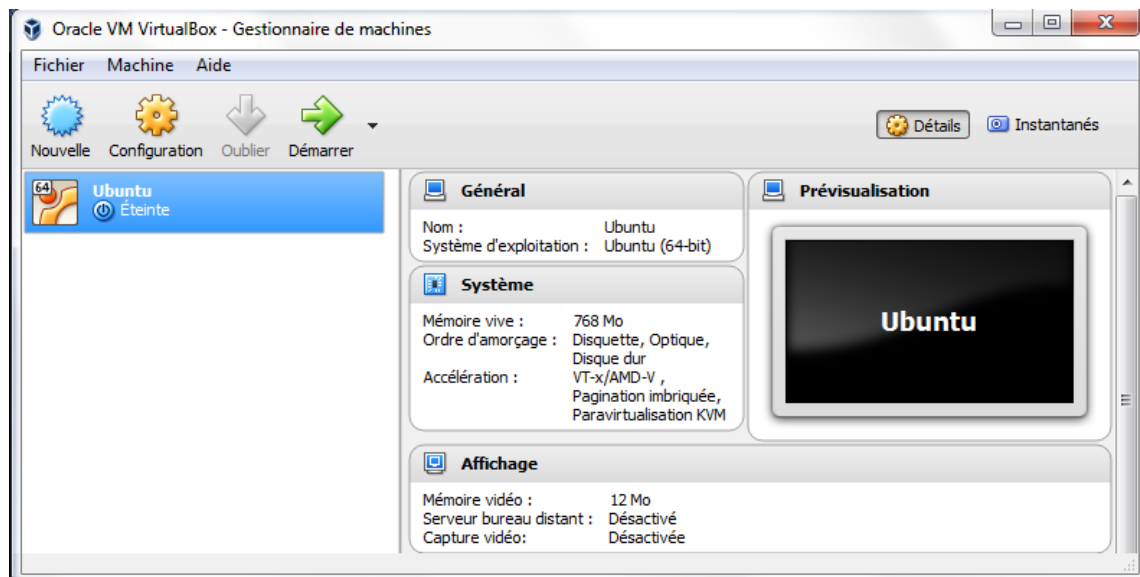 Oracle VM VirtualBox - Gestionnaire de machines
Fichier Machine Aide
Nouvelle Configuration Oublier Démarrer
Détails Instantanés
64
Ubuntu
Éteinte
Général
Nom : Ubuntu
Système d'exploitation : Ubuntu (64-bit)
Système
Mémoire vive : 768 Mo
Ordre d'amorçage : Disquette, Optique,
Disque dur
Accélération : VT-x/AMD-V ,
Pagination imbriquée,
Paravirtualisation KVM
Prévisualisation
Ubuntu
Affichage
Mémoire vidéo : 12 Mo
Serveur bureau distant : Désactivé
Capture vidéo: Désactivée